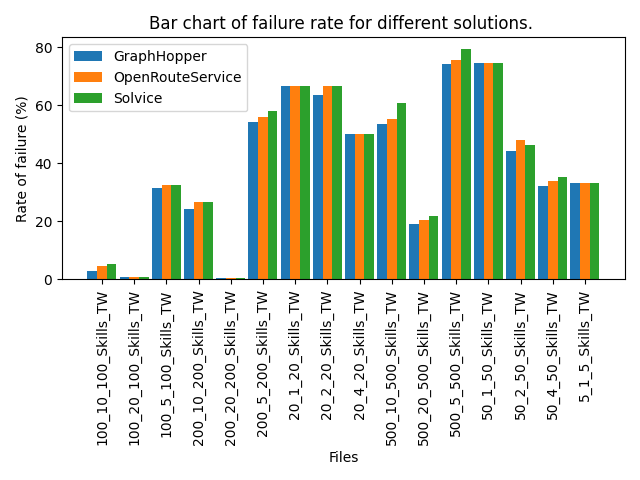 Bar chart of failure rate for different solutions.
GraphHopper
OpenRouteService
Solvice
Rate of failure (%)
80
60
40
20
0
100_10_100_Skills_TW
100_20_100_Skills_TW
100_5_100_Skills_TW
200_10_200_Skills_TW
200_20_200_Skills_TW
200_5_200_Skills_TW
20_1_20_Skills_TW
20_2_20_Skills_TW
20_4_20_Skills_TW
500_10_500_Skills_TW
500_20_500_Skills_TW
500_5_500_Skills_TW
50_1_50_Skills_TW
50_2_50_Skills_TW
50_4_50_Skills_TW
5_1_5_Skills_TW
Files